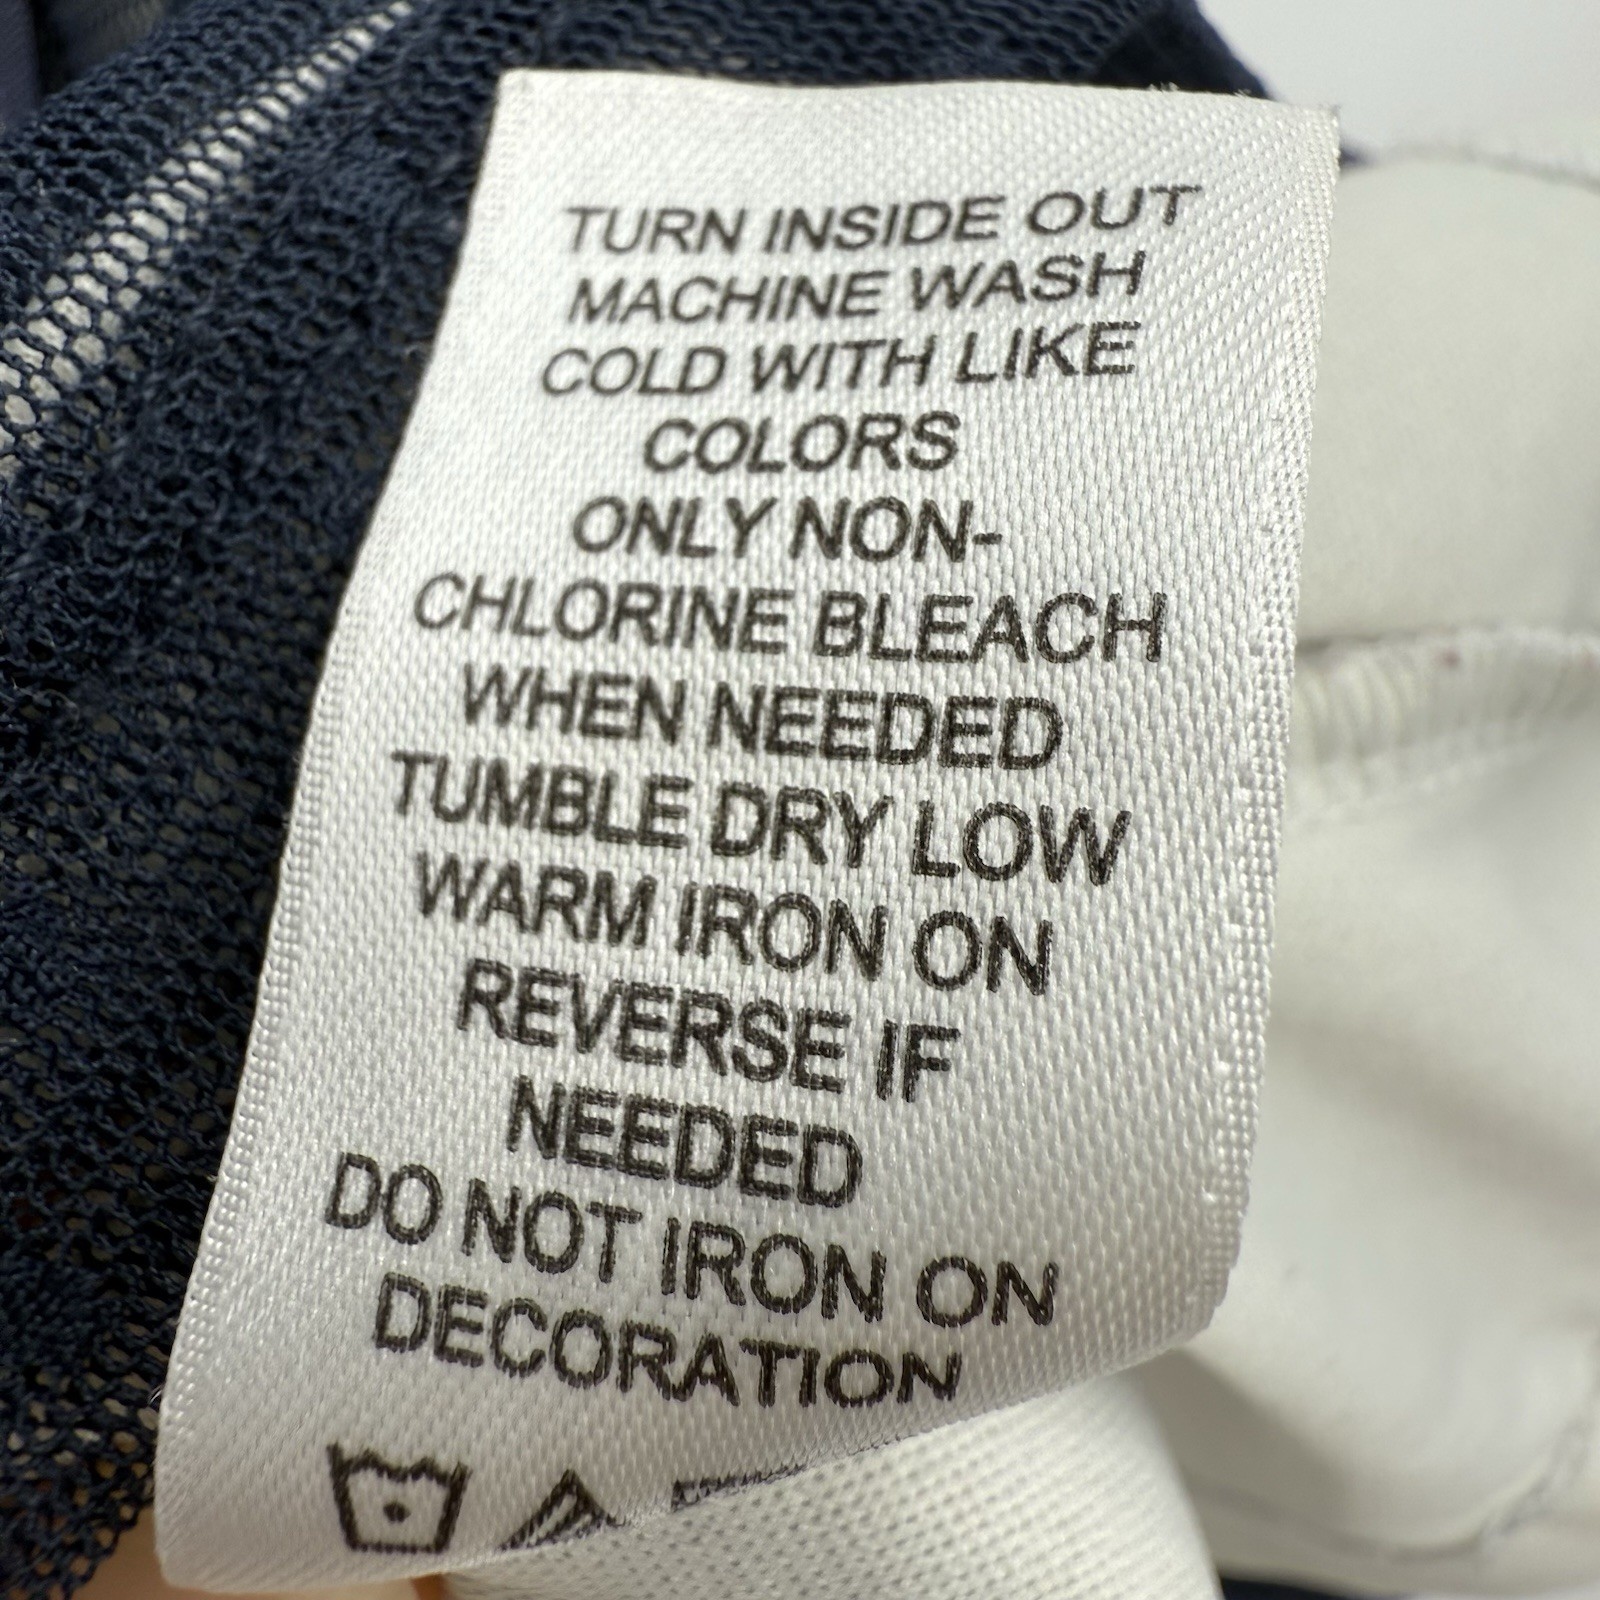 TURN INSIDE OUT
MACHINE WASH
COLD WITH LIKE
COLORS
ONLY NON-
CHLORINE BLEACH
WHEN NEEDED
TUMBLE DRY LOW
WARM IRON ON
REVERSE IF
NEEDED
DO NOT IRON ON
DECORATION